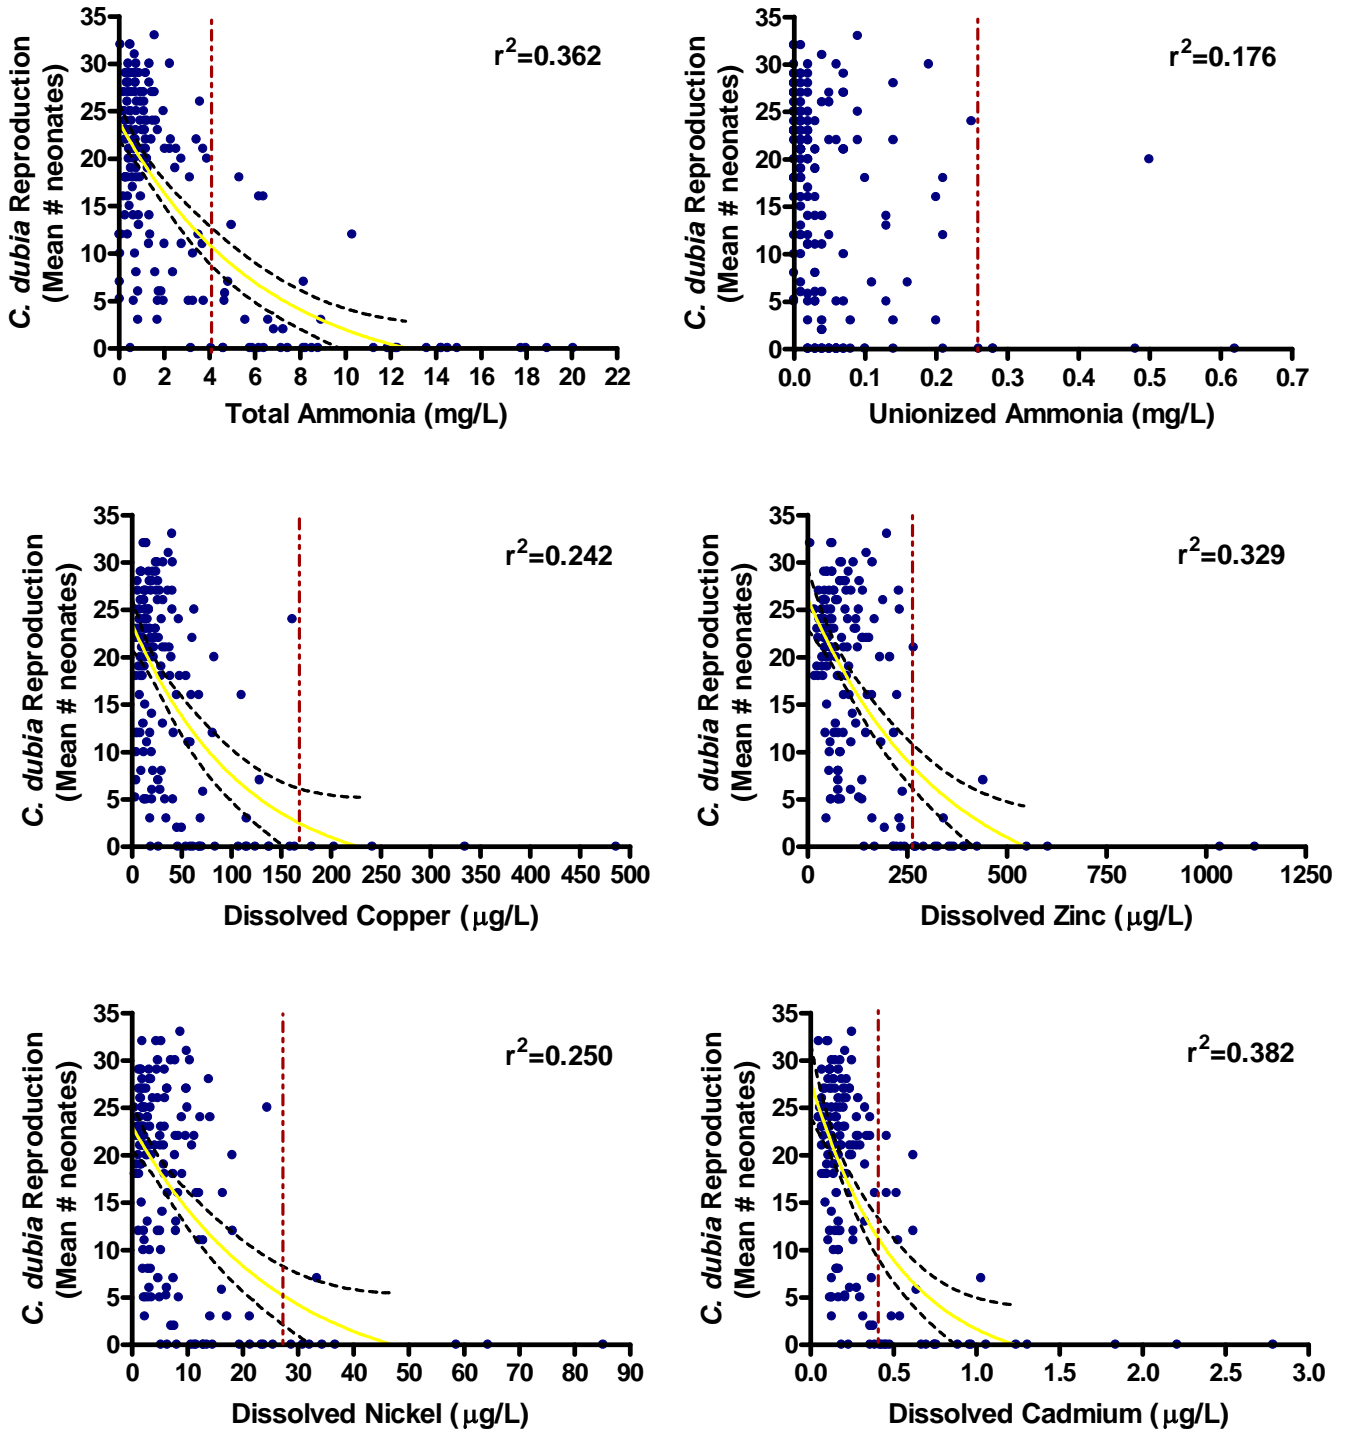 C. dubia Reproduction
(Mean # neonates)
35
30
25
20
15
10
5
0
r²=0.362
0 2 4 6 8 10 12 14 16 18 20 22
Total Ammonia (mg/L)
C. dubia Reproduction
(Mean # neonates)
35
30
25
20
15
10
5
0
r²=0.176
0.0 0.1 0.2 0.3 0.4 0.5 0.6 0.7
Unionized Ammonia (mg/L)
C. dubia Reproduction
(Mean # neonates)
35
30
25
20
15
10
5
0
r²=0.242
0 50 100 150 200 250 300 350 400 450 500
Dissolved Copper (µg/L)
C. dubia Reproduction
(Mean # neonates)
35
30
25
20
15
10
5
0
r²=0.329
0 250 500 750 1000 1250
Dissolved Zinc (µg/L)
C. dubia Reproduction
(Mean # neonates)
35
30
25
20
15
10
5
0
r²=0.250
0 10 20 30 40 50 60 70 80 90
Dissolved Nickel (µg/L)
C. dubia Reproduction
(Mean # neonates)
35
30
25
20
15
10
5
0
r²=0.382
0.0 0.5 1.0 1.5 2.0 2.5 3.0
Dissolved Cadmium (µg/L)